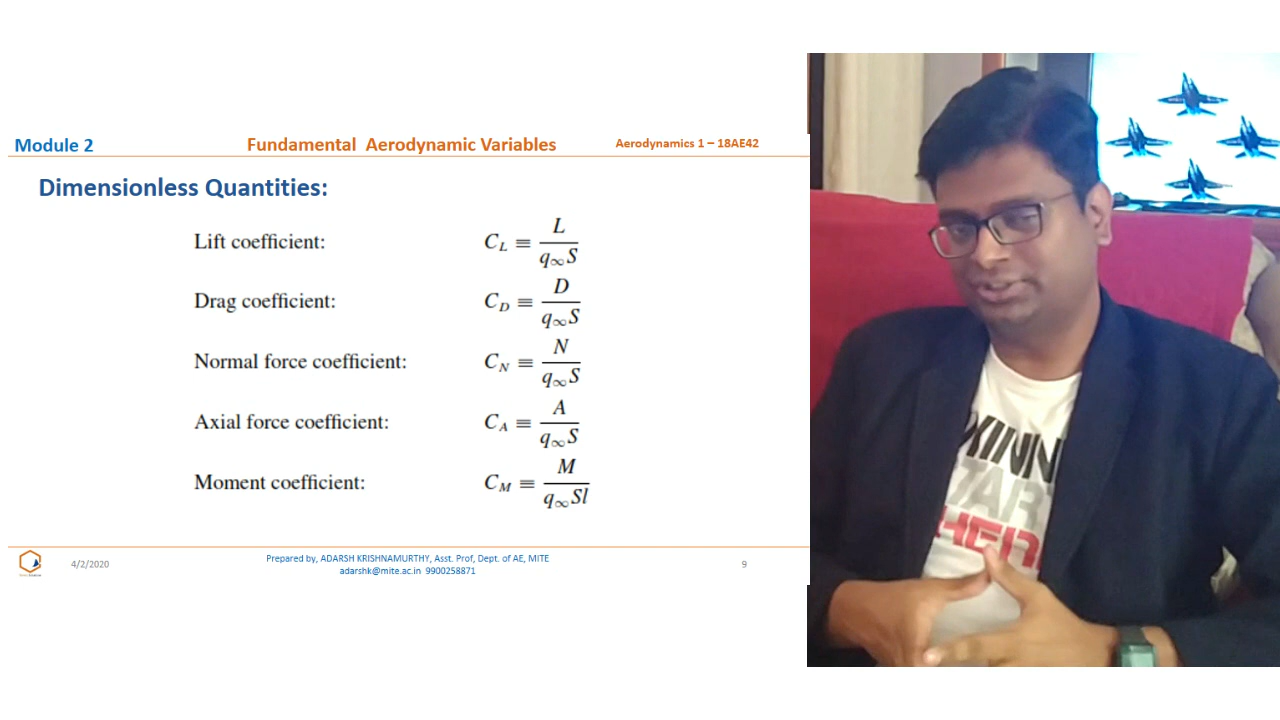 Module 2
Fundamental Aerodynamic Variables
Aerodynamics 1 – 18AE42
Dimensionless Quantities:
Lift coefficient: C_L ≡ L / q∞S
Drag coefficient: C_D ≡ D / q∞S
Normal force coefficient: C_N ≡ N / q∞S
Axial force coefficient: C_A ≡ A / q∞S
Moment coefficient: C_M ≡ M / q∞Sl
4/2/2020
Prepared by, ADARSH KRISHNAMURTHY, Asst. Prof, Dept. of AE, MITE
adarshk@mite.ac.in 9900258871
9